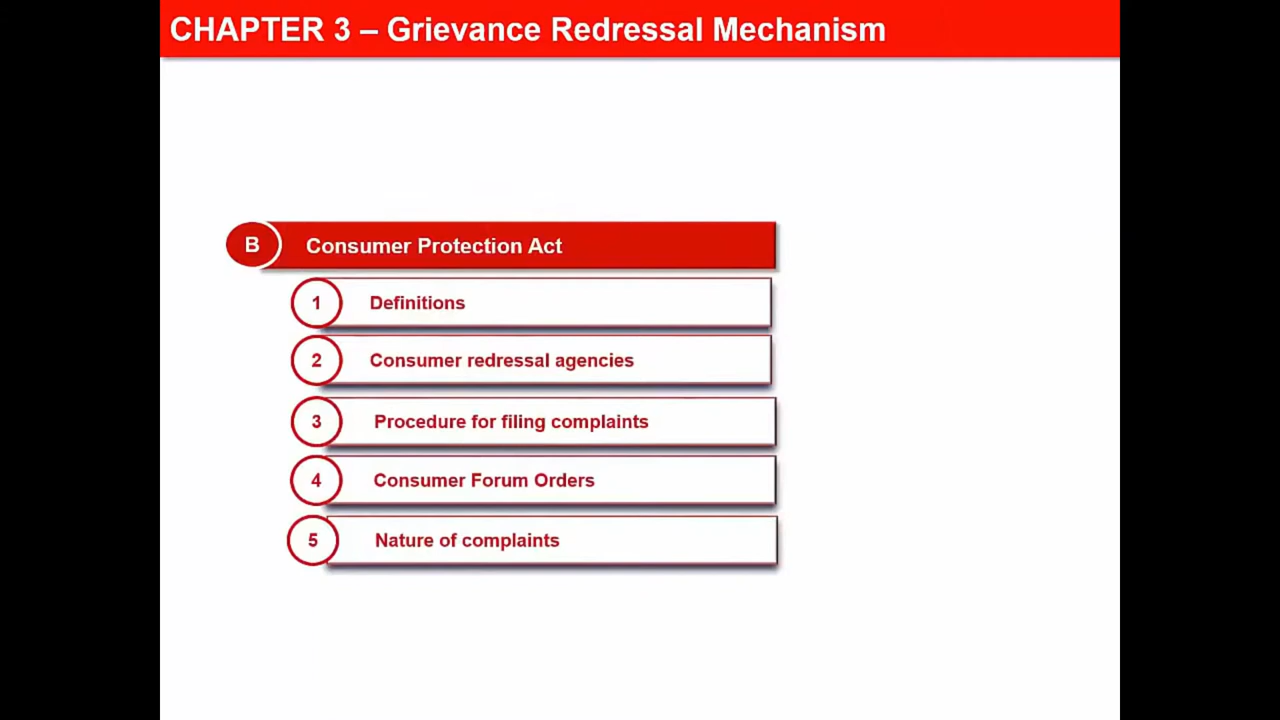 CHAPTER 3 – Grievance Redressal Mechanism
B Consumer Protection Act
1 Definitions
2 Consumer redressal agencies
3 Procedure for filing complaints
4 Consumer Forum Orders
5 Nature of complaints